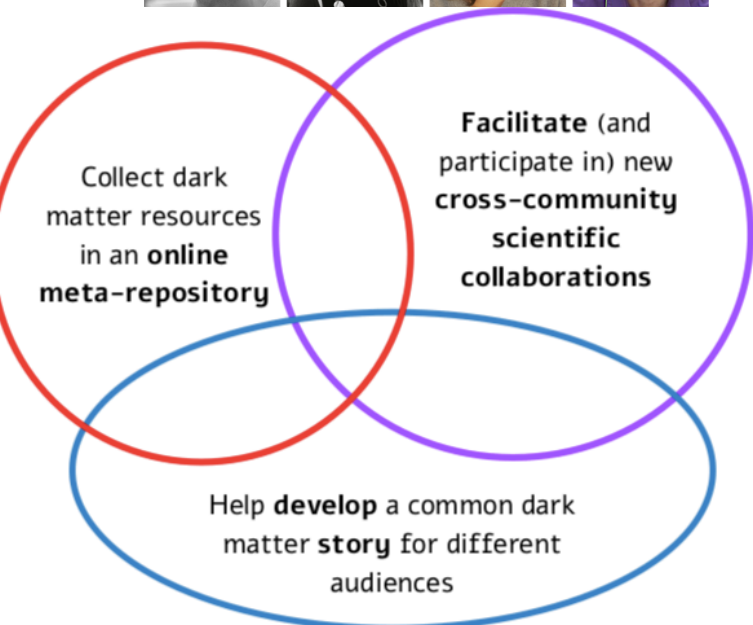 Collect dark
matter resources
in an online
meta-repository
Facilitate (and
participate in) new
cross-community
scientific
collaborations
Help develop a common dark
matter story for different
audiences